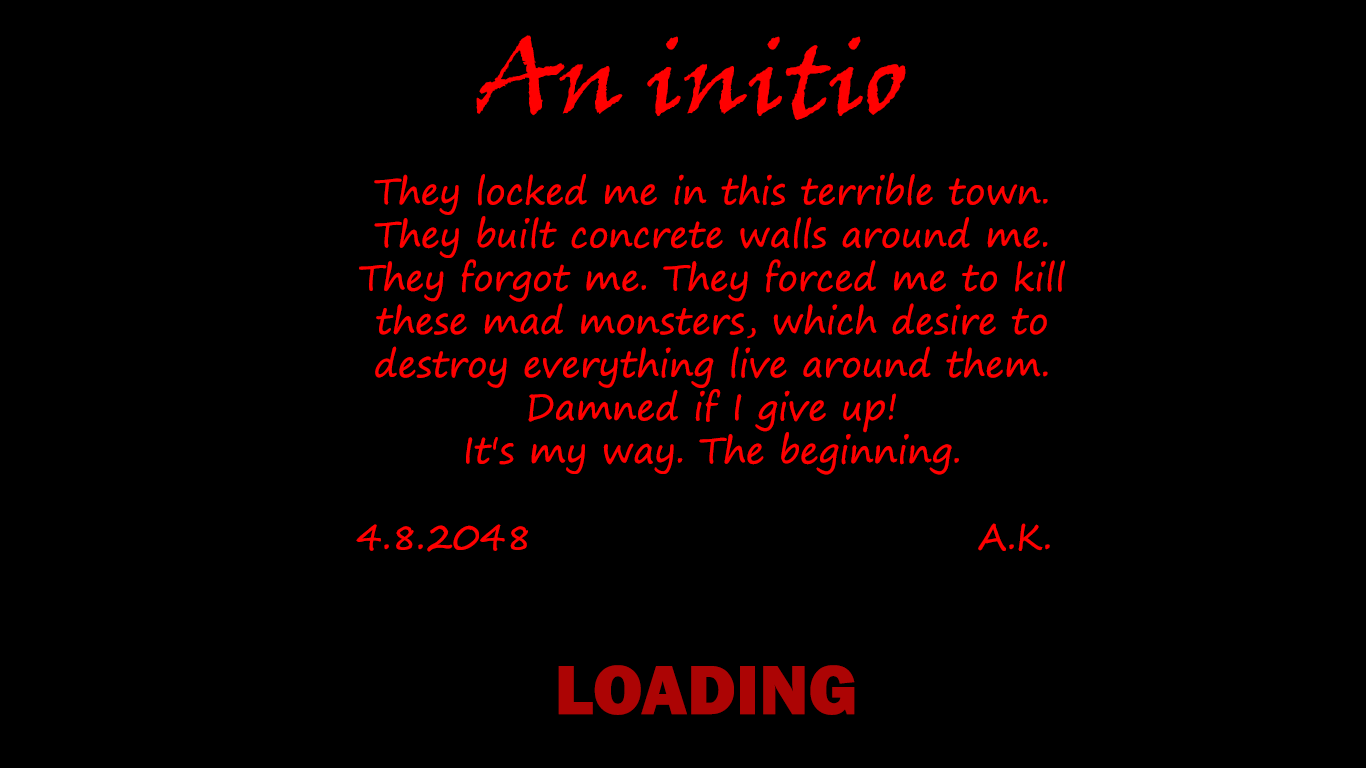 An initio
They locked me in this terrible town.
They built concrete walls around me.
They forgot me. They forced me to kill
these mad monsters, which desire to
destroy everything live around them.
Damned if I give up!
It's my way. The beginning.
4.8.2048 A.K.
LOADING